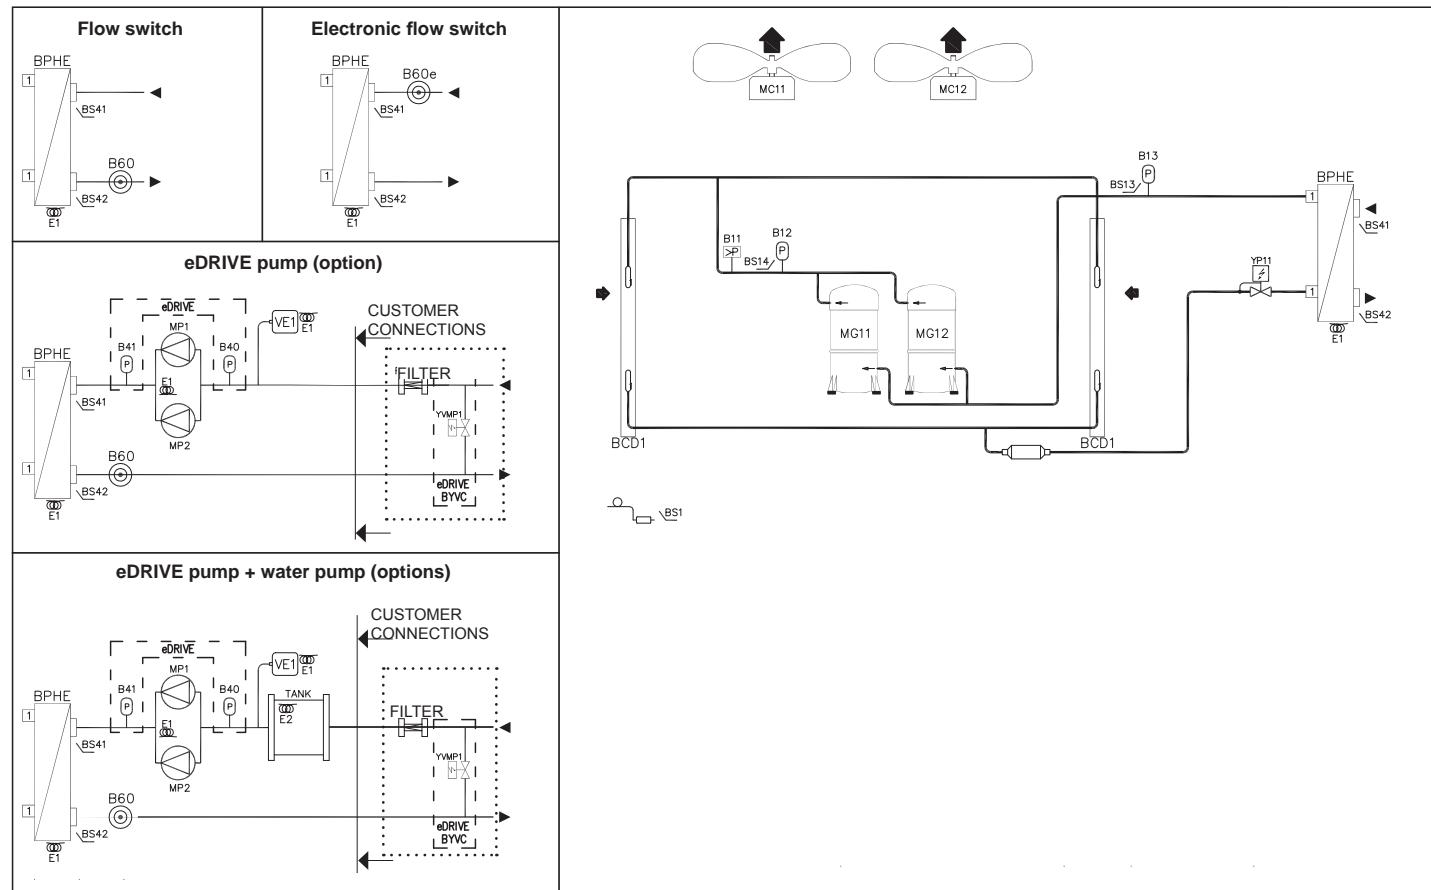 Flow switch
BPHE
1
BS41
B60
1
BS42
E1
Electronic flow switch
BPHE
B60e
1
BS41
1
BS42
E1
eDRIVE pump (option)
eDRIVE
MP1
VE1
E1
CUSTOMER
CONNECTIONS
B41
P
B40
P
BPHE
1
E1
FILTER
BS41
YVMP1
MP2
B60
1
BS42
eDRIVE
BYVC
E1
eDRIVE pump + water pump (options)
CUSTOMER
CONNECTIONS
eDRIVE
MP1
VE1
E1
B41
P
B40
P
TANK
E2
BPHE
1
E1
FILTER
BS41
YVMP1
MP2
B60
1
BS42
eDRIVE
BYVC
E1
MC11
MC12
B13
P
BS13
BPHE
1
BS41
B11
>P
B12
P
BS14
YP11
1
BS42
E1
MG11
MG12
BCD1
BCD1
BS1